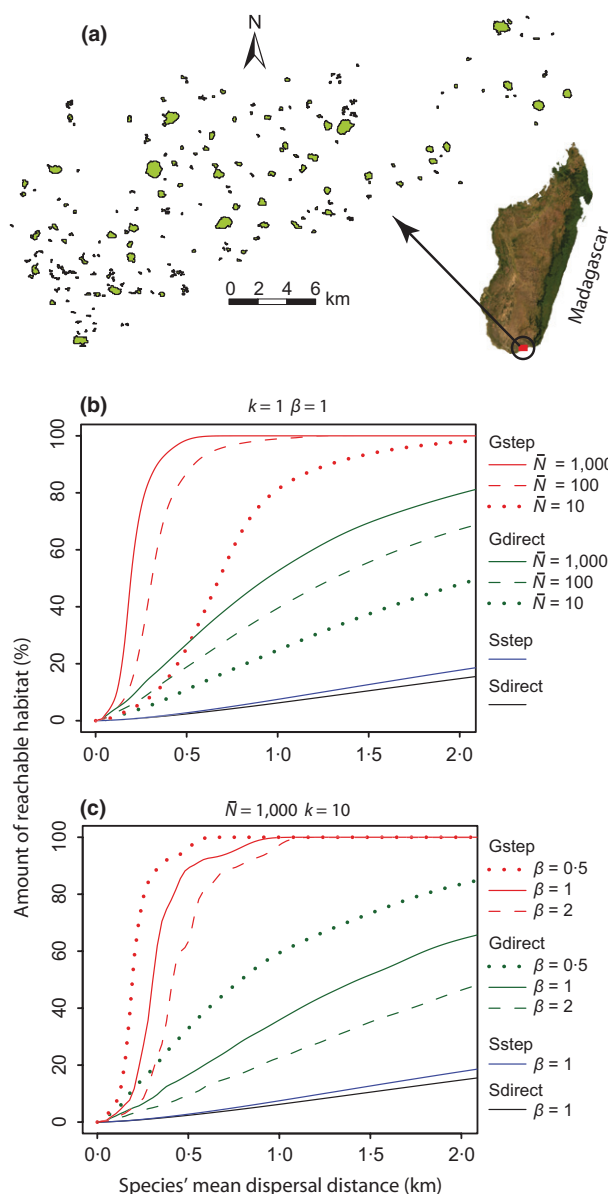 (a)
N
0 2 4 6
km
Madagascar
(b)
k = 1 β = 1
100
80
60
40
20
0
0·0 0·5 1·0 1·5 2·0
Gstep
N̄ = 1,000
N̄ = 100
N̄ = 10
Gdirect
N̄ = 1,000
N̄ = 100
N̄ = 10
Sstep
Sdirect
Amount of reachable habitat (%)
(c)
N̄ = 1,000 k = 10
100
80
60
40
20
0
0·0 0·5 1·0 1·5 2·0
Gstep
β = 0·5
β = 1
β = 2
Gdirect
β = 0·5
β = 1
β = 2
Sstep
β = 1
Sdirect
β = 1
Species' mean dispersal distance (km)